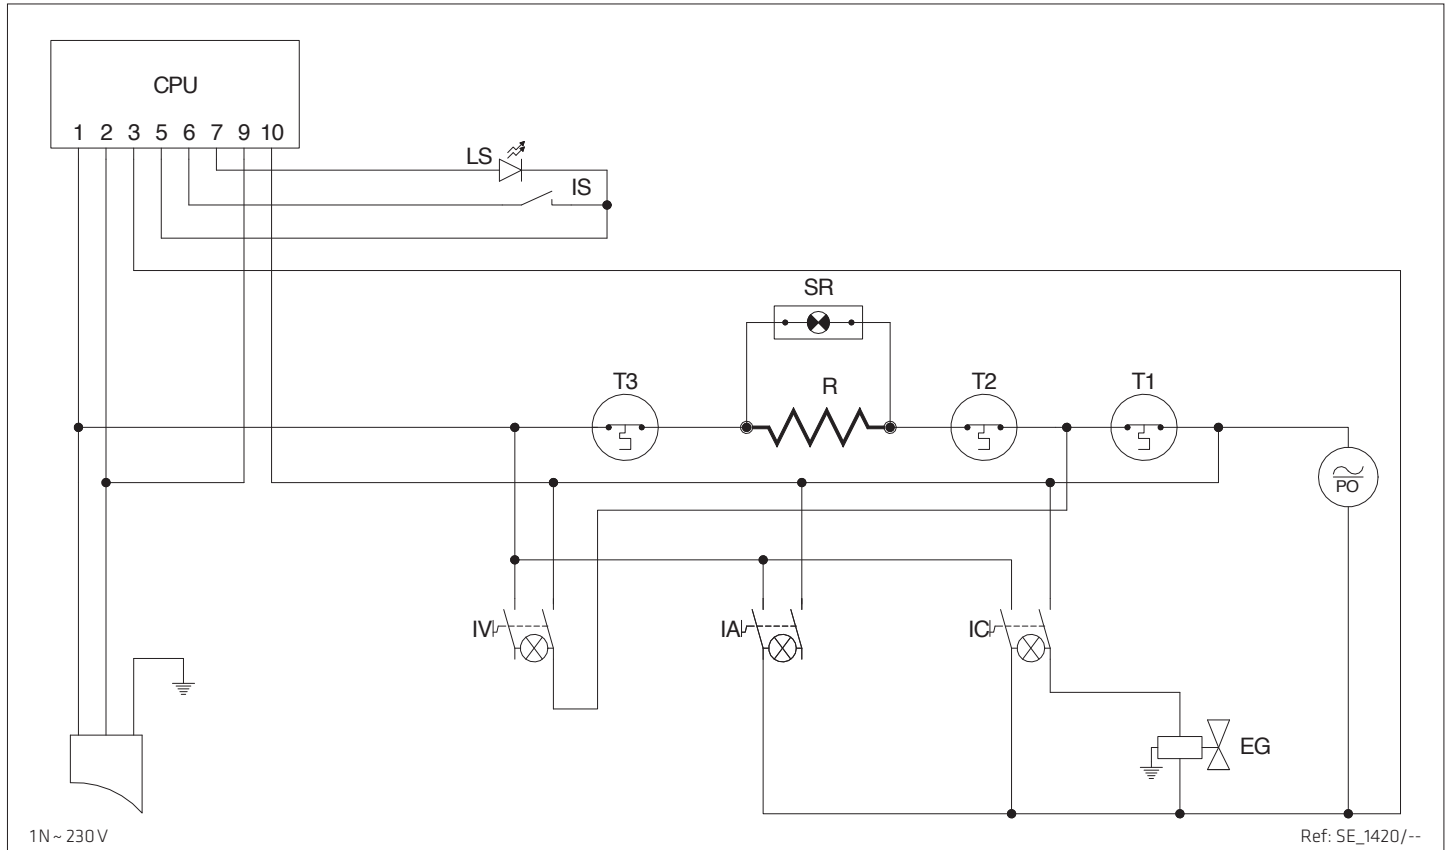 CPU
1 2 3 5 6 7 9 10
LS
IS
SR
T3
R
T2
T1
PO
IV
IA
IC
EG
1N~230V
Ref: SE_1420/--